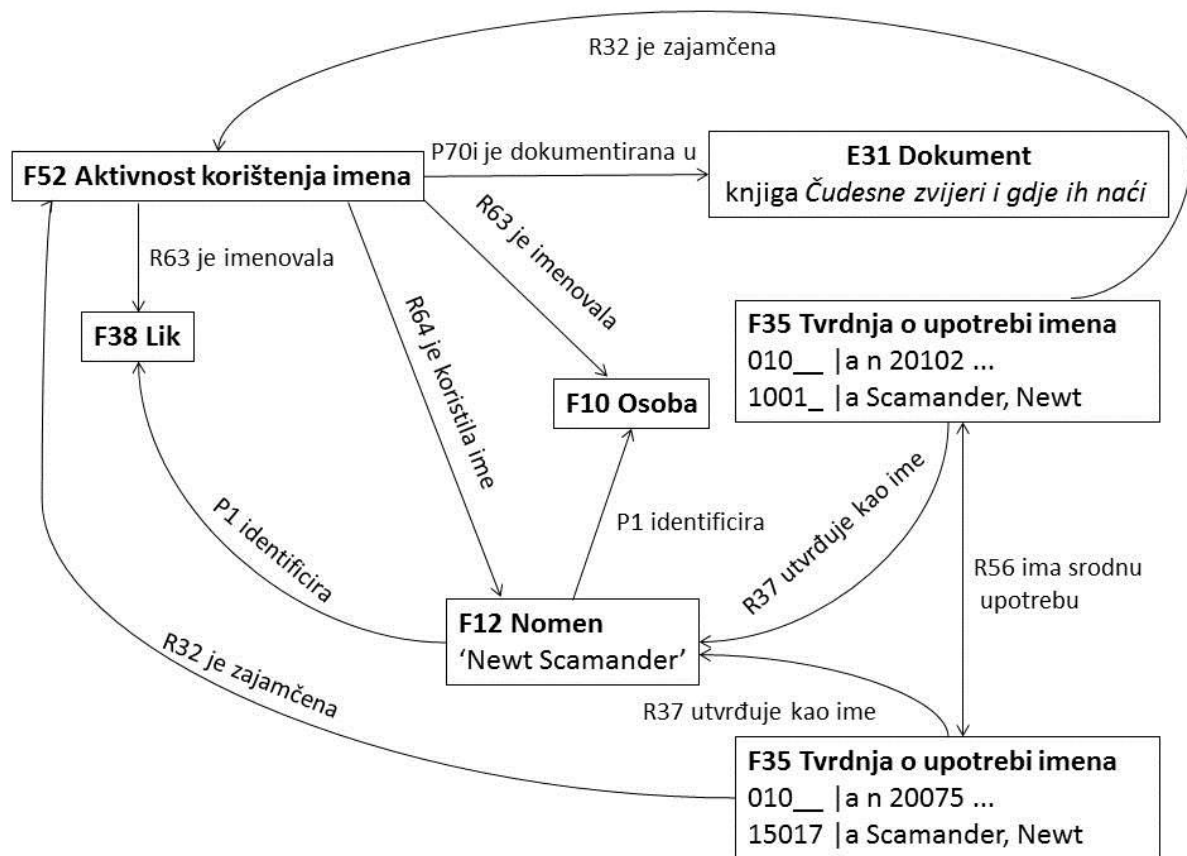 R32 je zajamčena
F52 Aktivnost korištenja imena
P70i je dokumentirana u
E31 Dokument
knjiga Čudesne zvijeri i gdje ih naći
R63 je imenovala
R63 je imenovala
F38 Lik
R64 je koristila ime
F10 Osoba
F35 Tvrdnja o upotrebi imena
010__ |a n 20102 ...
1001_ |a Scamander, Newt
P1 identificira
P1 identificira
R37 utvrđuje kao ime
R56 ima srodnu
upotrebu
F12 Nomen
‘Newt Scamander’
R32 je zajamčena
R37 utvrđuje kao ime
F35 Tvrdnja o upotrebi imena
010__ |a n 20075 ...
15017 |a Scamander, Newt